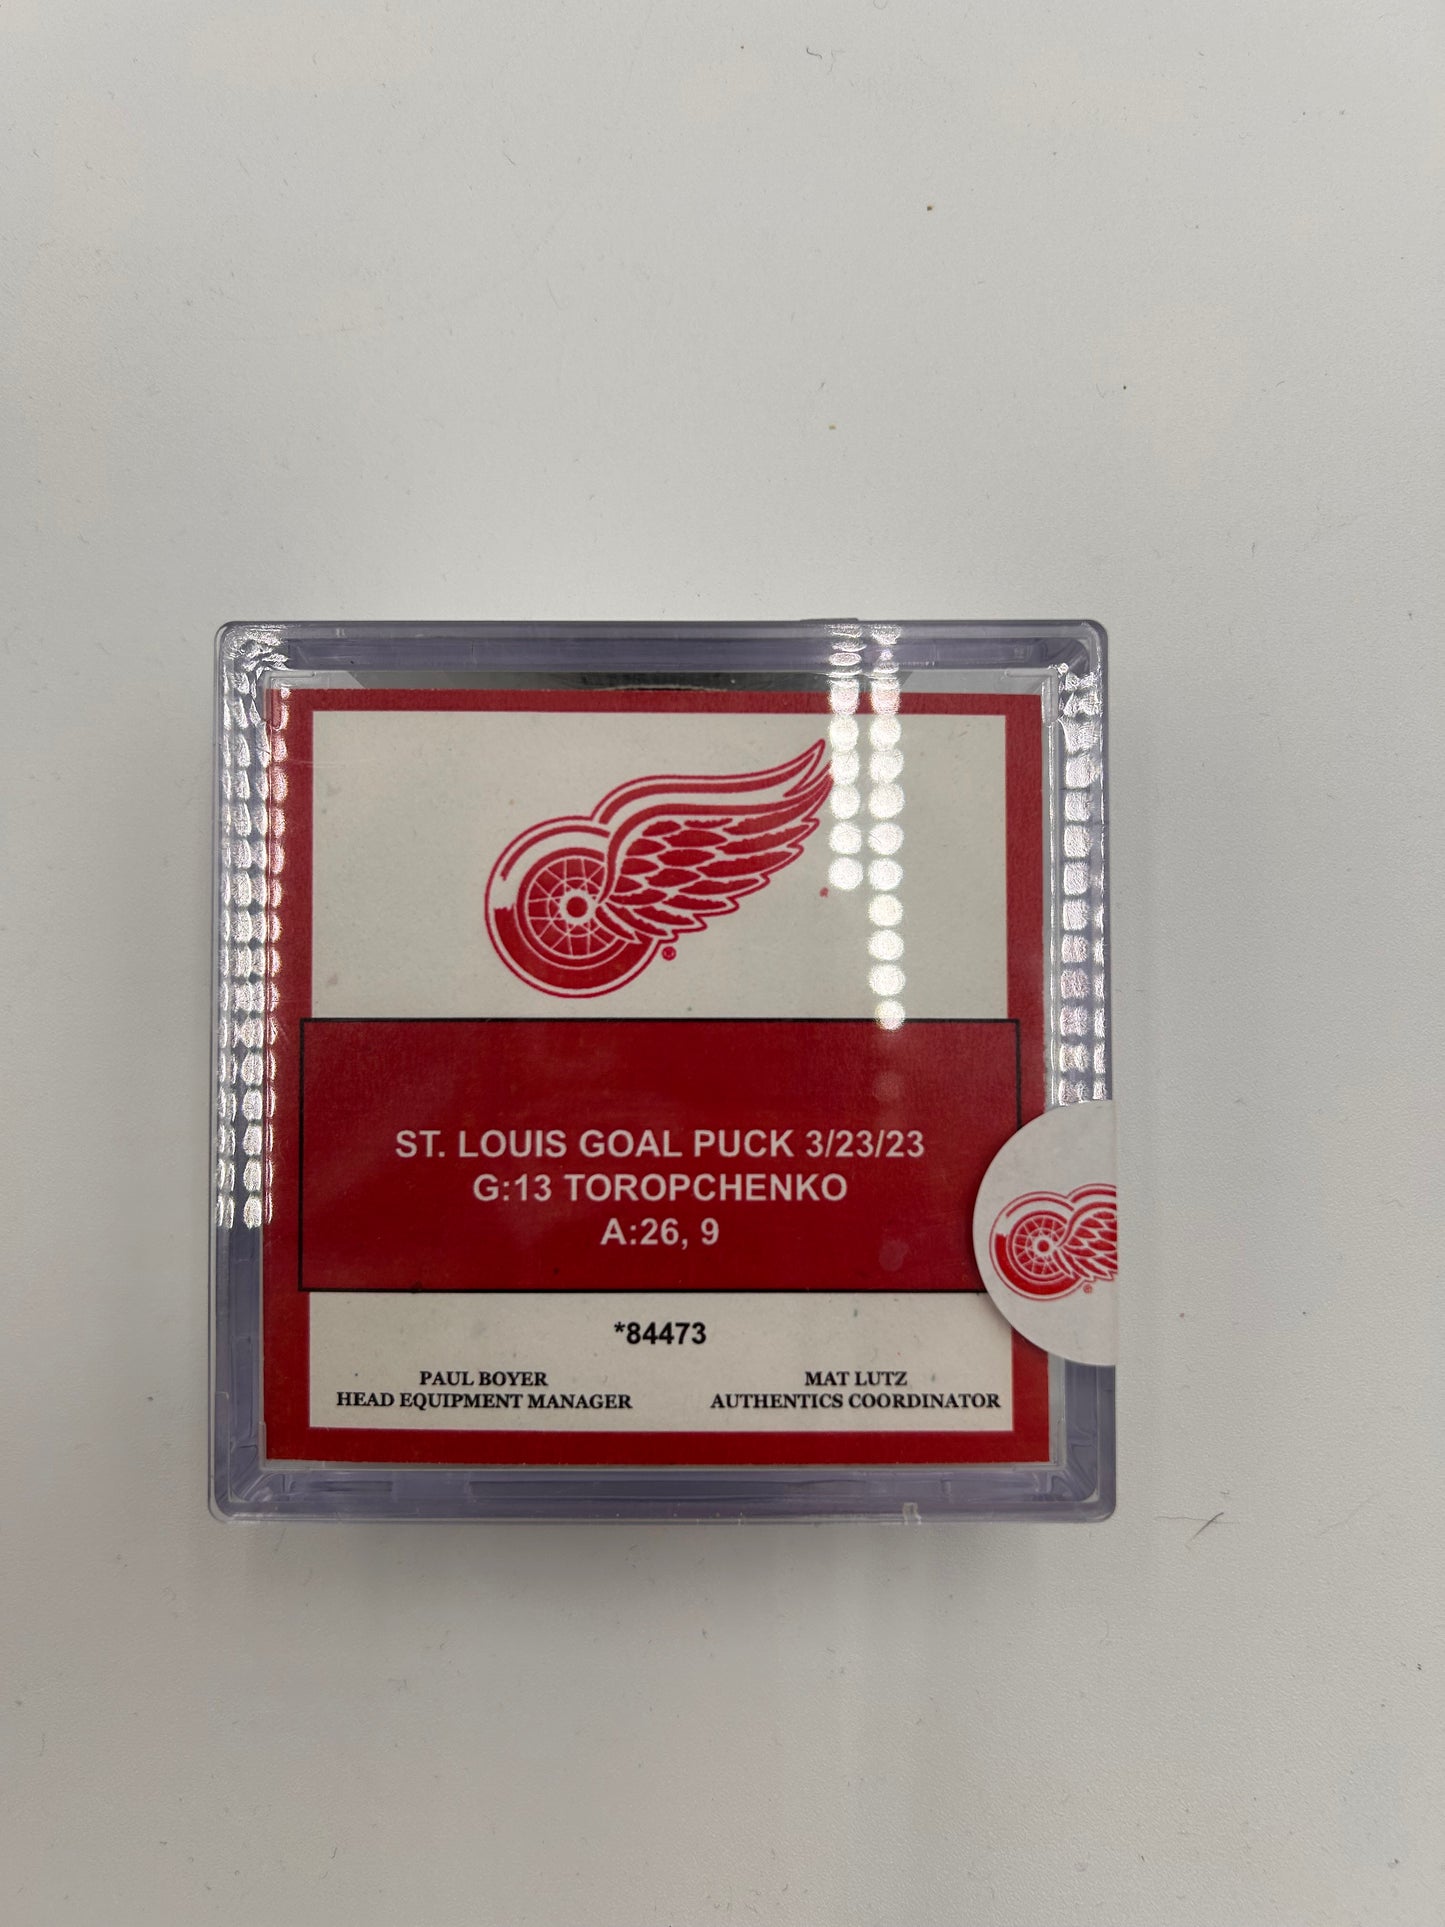 ST. LOUIS GOAL PUCK 3/23/23
G:13 TOROPCHENKO
A:26, 9
*84473
PAUL BOYER
HEAD EQUIPMENT MANAGER
MAT LUTZ
AUTHENTICS COORDINATOR